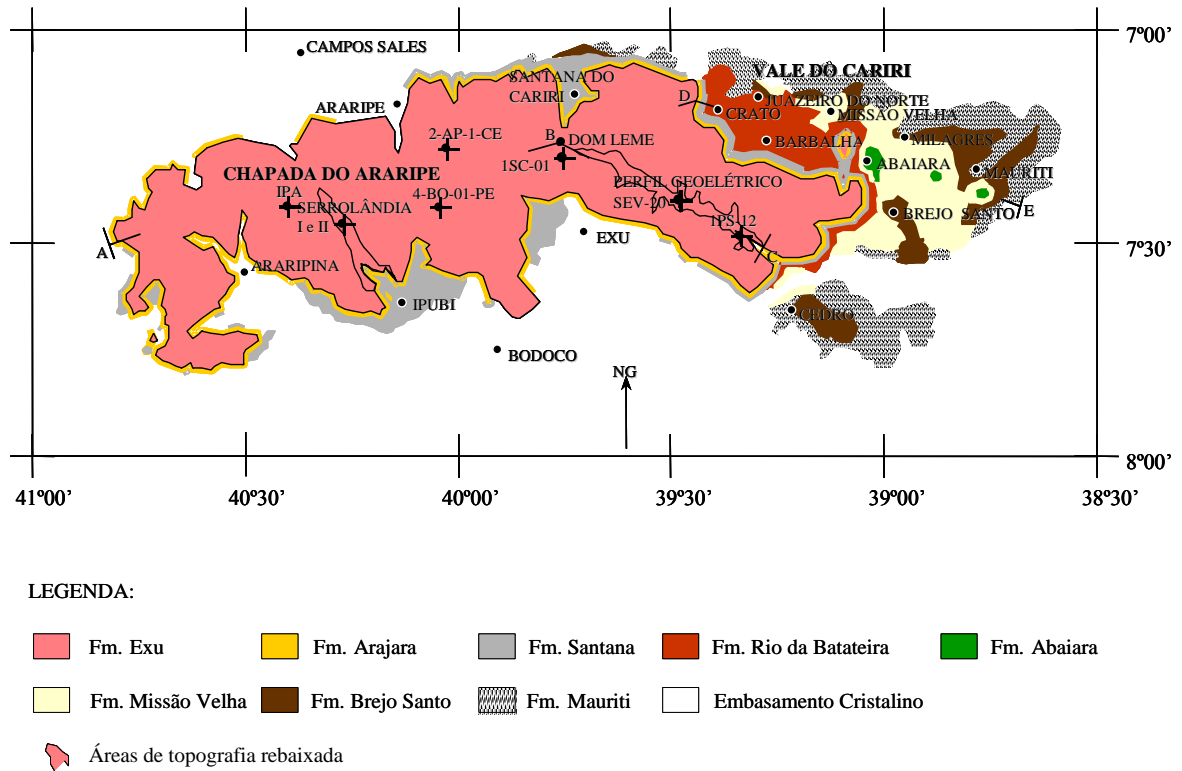 7º00'
CAMPOS SALES
SANTANA DO
CARIRI
VALE DO CARIRI
ARARIPE
D
JUAZEIRO DO NORTE
CRATO
MISSÃO VELHA
2-AP-1-CE
B
DOM LEME
BARBALHA
MILAGRES
1SC-01
ABAIARA
CHAPADA DO ARARIPE
MAURITI
PERFIL GEOELÉTRICO
IPA
4-BO-01-PE
SEV-20
SERROLÂNDIA
I e II
1PS-12
BREJO SANTO
E
EXU
7º30'
A
C
ARARIPINA
IPUBI
CEDRO
BODOCO
NG
8º00'
41º00'
40º30'
40º00'
39º30'
39º00'
38º30'
LEGENDA:
Fm. Exu
Fm. Arajara
Fm. Santana
Fm. Rio da Batateira
Fm. Abaiara
Fm. Missão Velha
Fm. Brejo Santo
Fm. Mauriti
Embasamento Cristalino
Áreas de topografia rebaixada